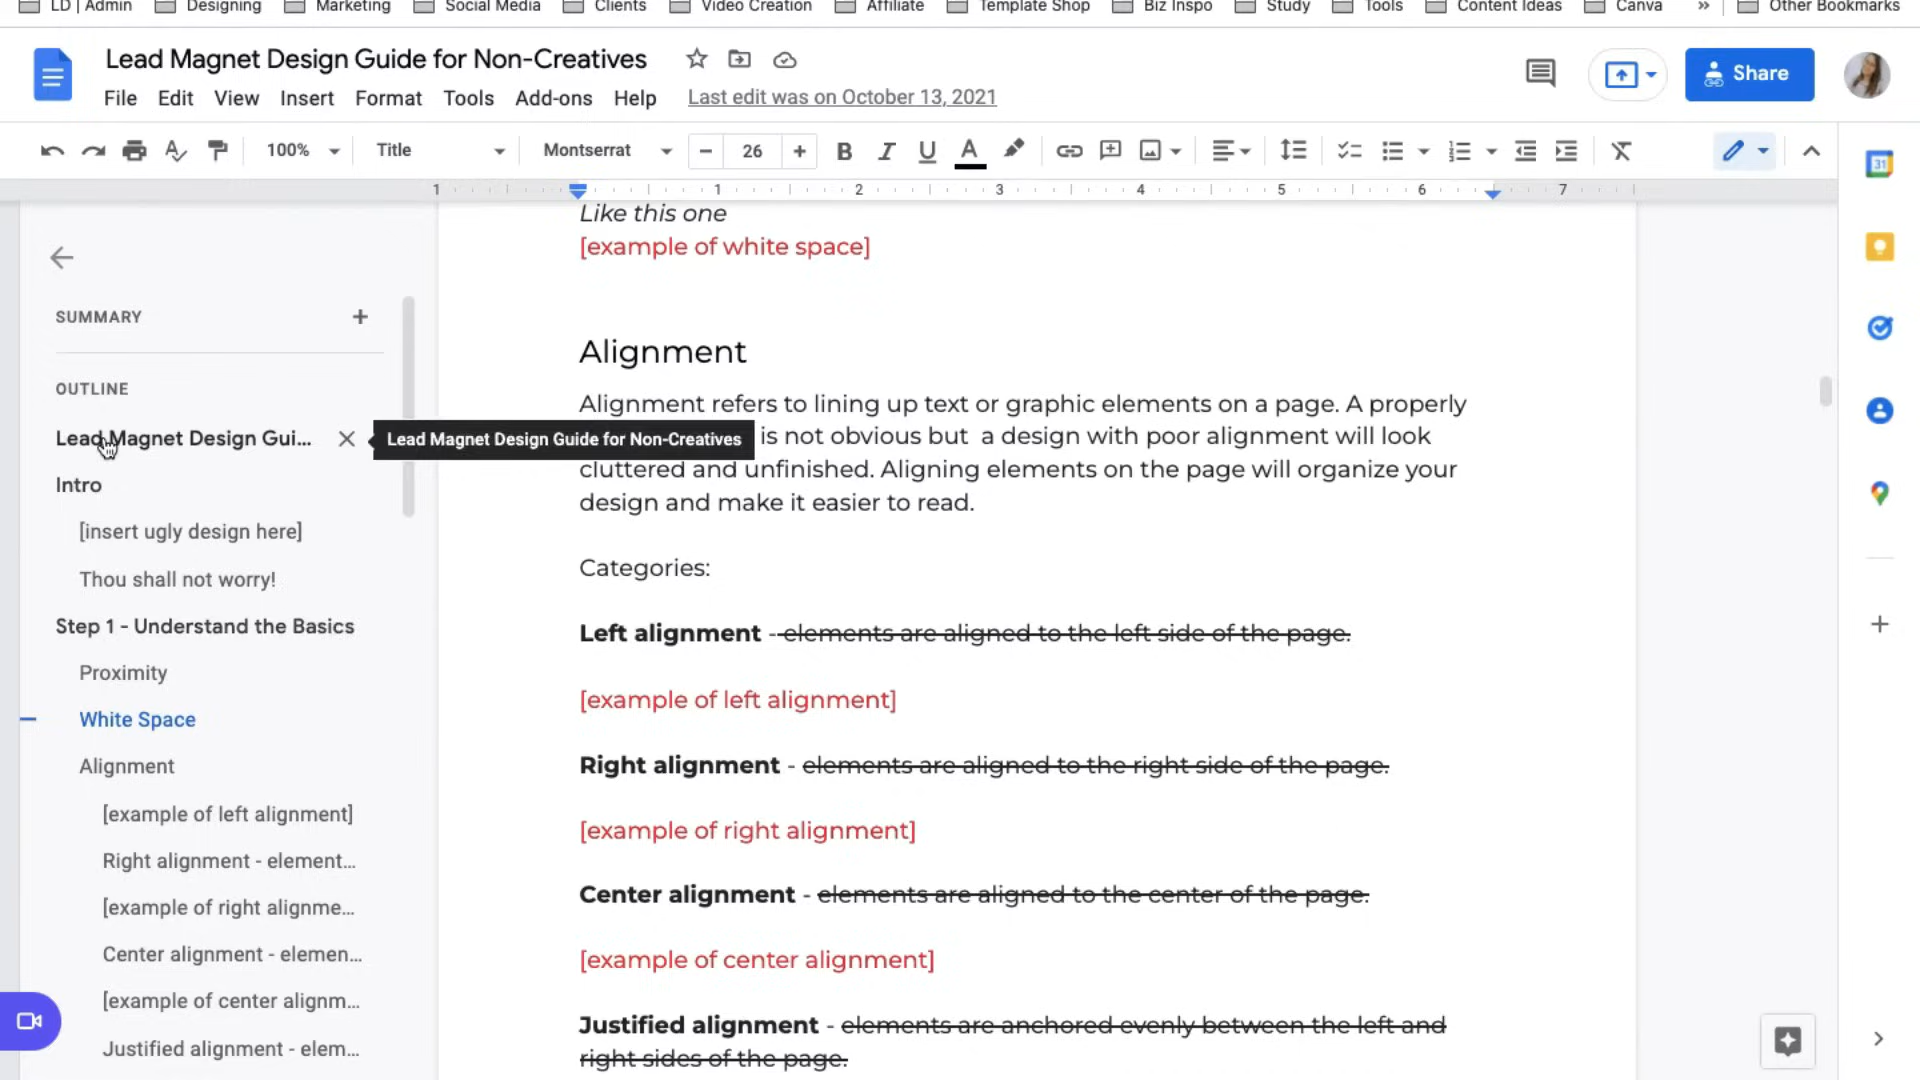 LD | Admin Designing Marketing Social Media Clients Video Creation Affiliate Template Shop Biz Inspo Study Tools Content Ideas Canva » Other Bookmarks
Lead Magnet Design Guide for Non-Creatives
Share
File Edit View Insert Format Tools Add-ons Help Last edit was on October 13, 2021
100% Title Montserrat − 26 + B I U A
31
1 1 2 3 4 5 6 7
SUMMARY +
OUTLINE
Lead Magnet Design Gui...
Lead Magnet Design Guide for Non-Creatives
Intro
[insert ugly design here]
Thou shall not worry!
Step 1 - Understand the Basics
Proximity
White Space
Alignment
[example of left alignment]
Right alignment - element...
[example of right alignme...
Center alignment - elemen...
[example of center alignm...
Justified alignment - elem...
Like this one
[example of white space]
Alignment
Alignment refers to lining up text or graphic elements on a page. A properly
is not obvious but a design with poor alignment will look
cluttered and unfinished. Aligning elements on the page will organize your
design and make it easier to read.
Categories:
Left alignment - elements are aligned to the left side of the page.
[example of left alignment]
Right alignment - elements are aligned to the right side of the page.
[example of right alignment]
Center alignment - elements are aligned to the center of the page.
[example of center alignment]
Justified alignment - elements are anchored evenly between the left and
right sides of the page.